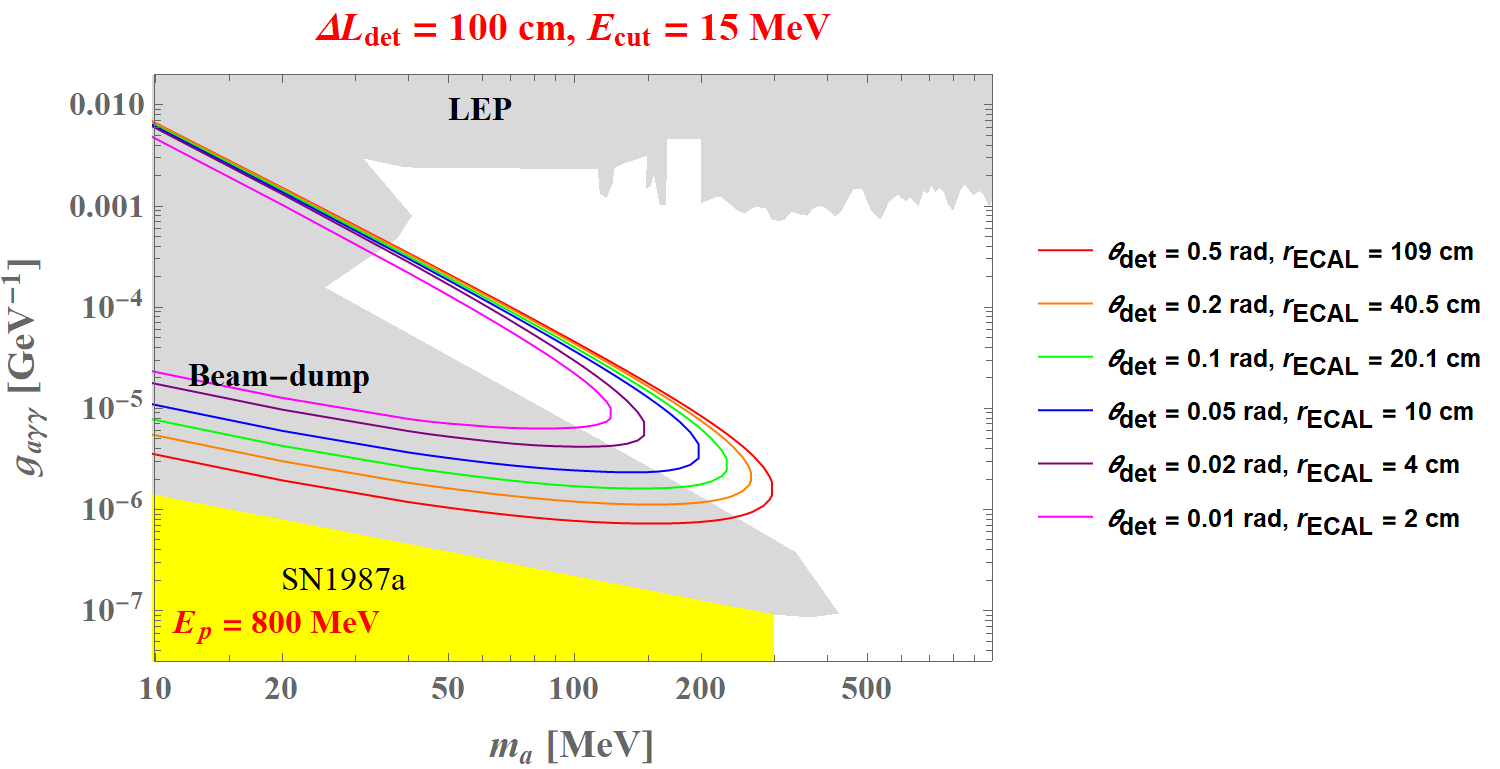 ΔL_det = 100 cm, E_cut = 15 MeV
LEP
0.010
0.001
10^−4
10^−5
10^−6
10^−7
g_aγγ [GeV^−1]
Beam−dump
SN1987a
E_p = 800 MeV
10 20 50 100 200 500
m_a [MeV]
θ_det = 0.5 rad, r_ECAL = 109 cm
θ_det = 0.2 rad, r_ECAL = 40.5 cm
θ_det = 0.1 rad, r_ECAL = 20.1 cm
θ_det = 0.05 rad, r_ECAL = 10 cm
θ_det = 0.02 rad, r_ECAL = 4 cm
θ_det = 0.01 rad, r_ECAL = 2 cm